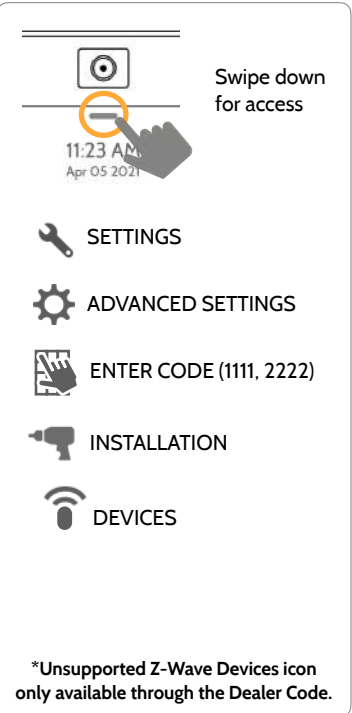 Swipe down
for access
11:23 AM
Apr 05 2021
SETTINGS
ADVANCED SETTINGS
ENTER CODE (1111, 2222)
INSTALLATION
DEVICES
*Unsupported Z-Wave Devices icon
only available through the Dealer Code.